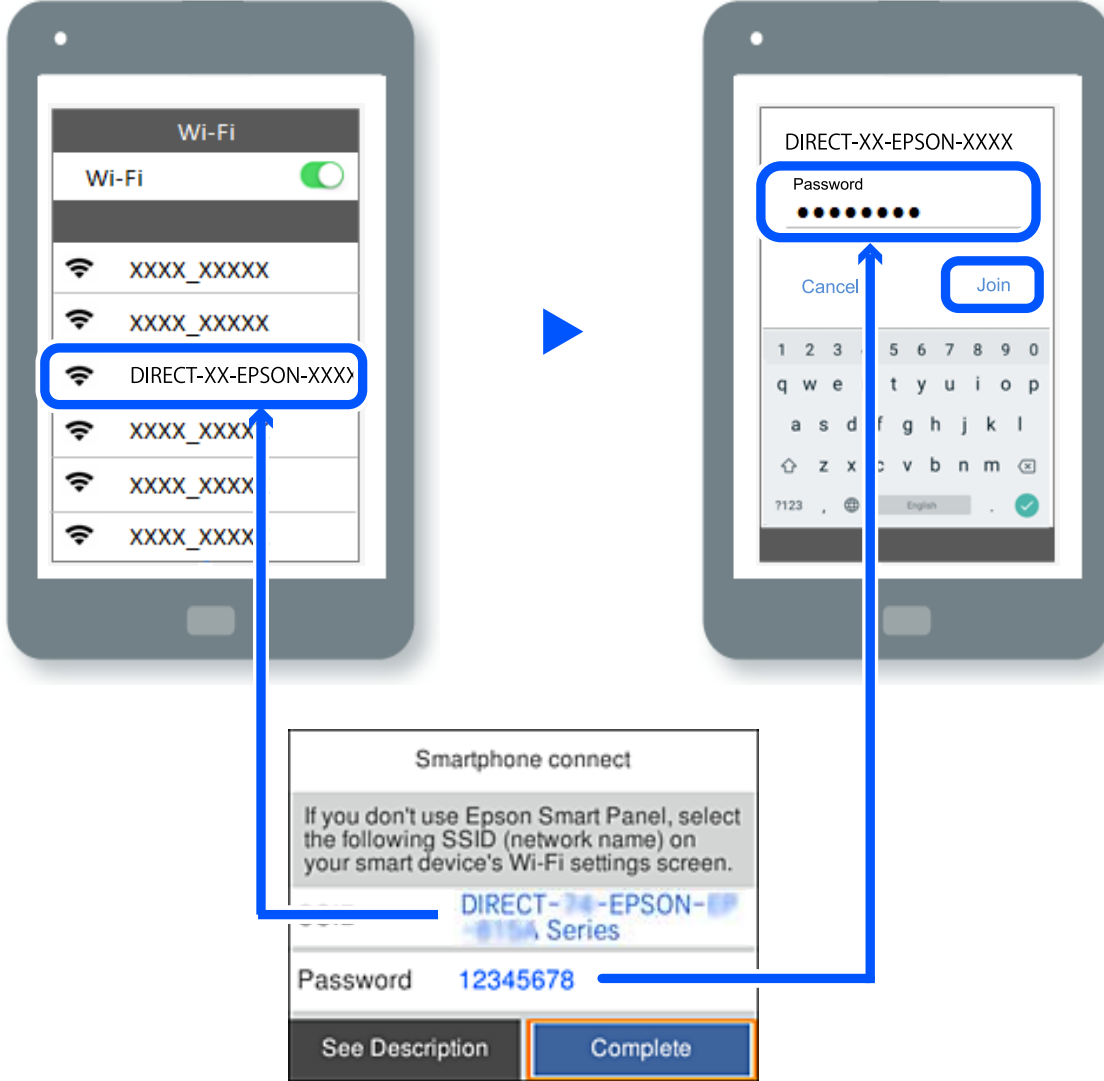 Wi-Fi
Wi-Fi
XXXX_XXXXX
XXXX_XXXXX
DIRECT-XX-EPSON-XXXX
XXXX_XXXX
XXXX_XXXX
XXXX_XXXX
DIRECT-XX-EPSON-XXXX
Password
●●●●●●●●
Cancel
Join
1 2 3 5 6 7 8 9 0
q w e t y u i o p
a s d f g h j k l
z x c v b n m
?123 , English .
Smartphone connect
If you don't use Epson Smart Panel, select
the following SSID (network name) on
your smart device's Wi-Fi settings screen.
DIRECT- -EPSON-
Series
Password 12345678
See Description Complete